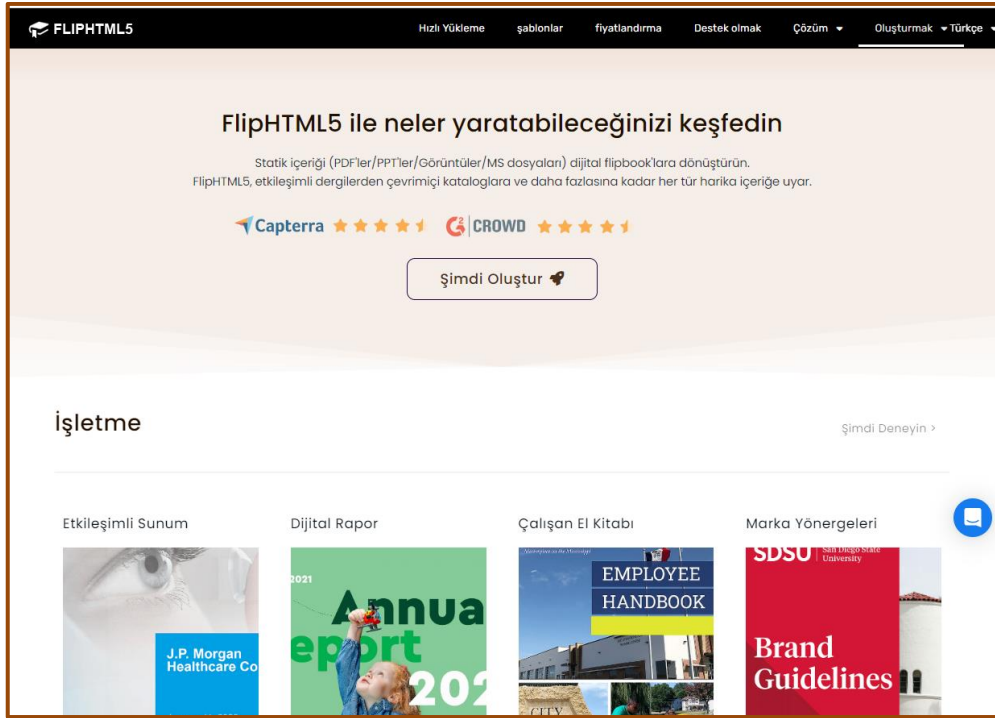 FLIPHTML5
Hızlı Yükleme şablonlar fiyatlandırma Destek olmak Çözüm Oluşturmak Türkçe
FlipHTML5 ile neler yaratabileceğinizi keşfedin
Statik içeriği (PDF'ler/PPT'ler/Görüntüler/MS dosyaları) dijital flipbook'lara dönüştürün.
FlipHTML5, etkileşimli dergilerden çevrimiçi kataloglara ve daha fazlasına kadar her tür harika içeriğe uyar.
Capterra G2 CROWD
Şimdi Oluştur
İşletme
Şimdi Deneyin >
Etkileşimli Sunum
Dijital Rapor
Çalışan El Kitabı
Marka Yönergeleri
J.P. Morgan
Healthcare Co
2021
Annua
eport
202
EMPLOYEE
HANDBOOK
CITY
SDSU San Diego State
University
Brand
Guidelines